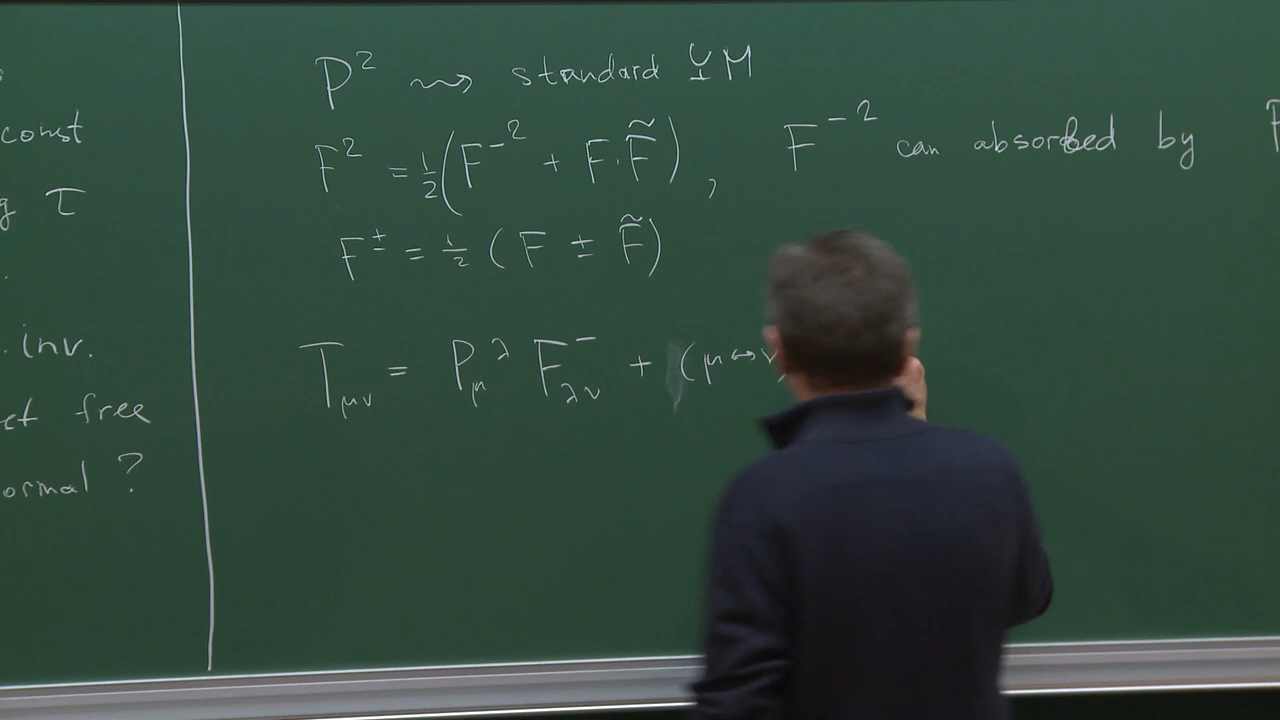 const
g τ
inv.
ct free
ormal ?
P² ⇝ standard YM
F² = ½(F⁻² + F·F̃), F⁻² can absorbed by
F^± = ½ (F ± F̃)
T_μν = P_μ^λ F⁻_λν + (μ↔ν)